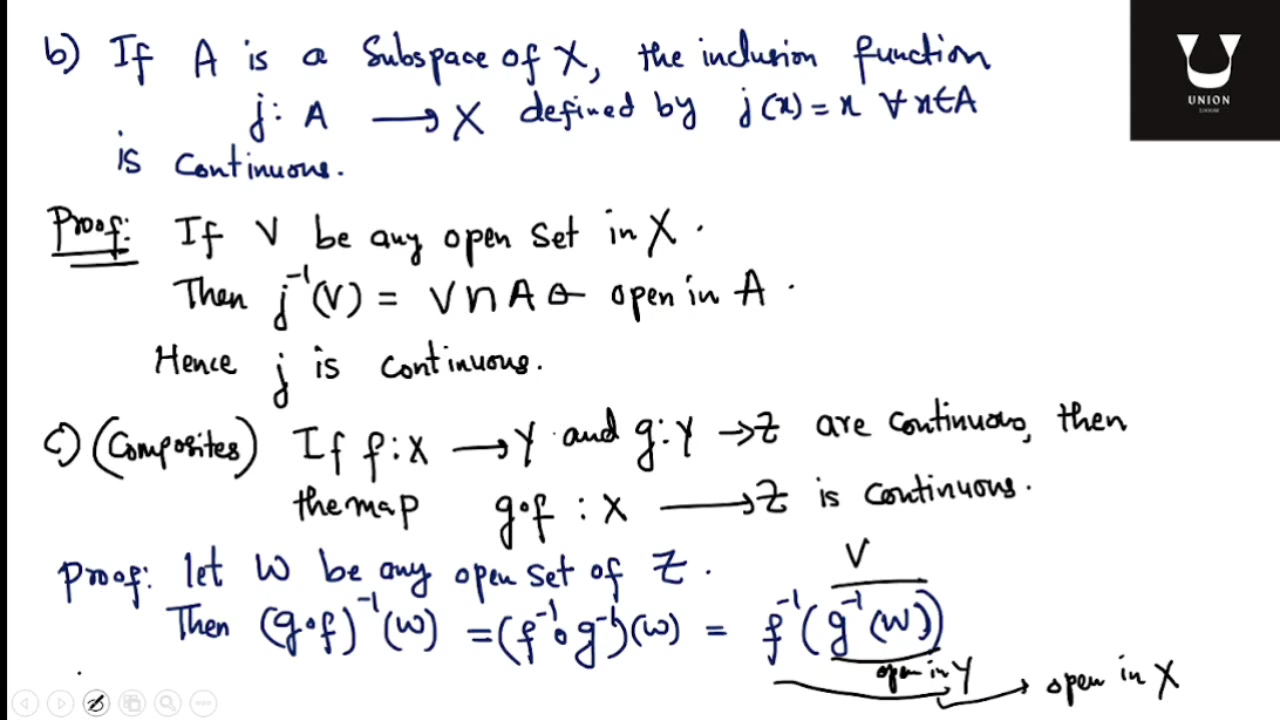 b) If A is a Subspace of X, the inclusion function
j: A → X defined by j(x) = x ∀ x ∈ A
is continuous.
UNION
Proof: If V be any open set in X.
Then j⁻¹(V) = V ∩ A ← open in A.
Hence j is continuous.
c) (Composites) If f: X → Y and g: Y → Z are continuous, then
the map g∘f : X → Z is continuous.
Proof: let W be any open set of Z.
V
Then (g∘f)⁻¹(W) = (f⁻¹∘g⁻¹)(W) = f⁻¹(g⁻¹(W))
open in Y → open in X